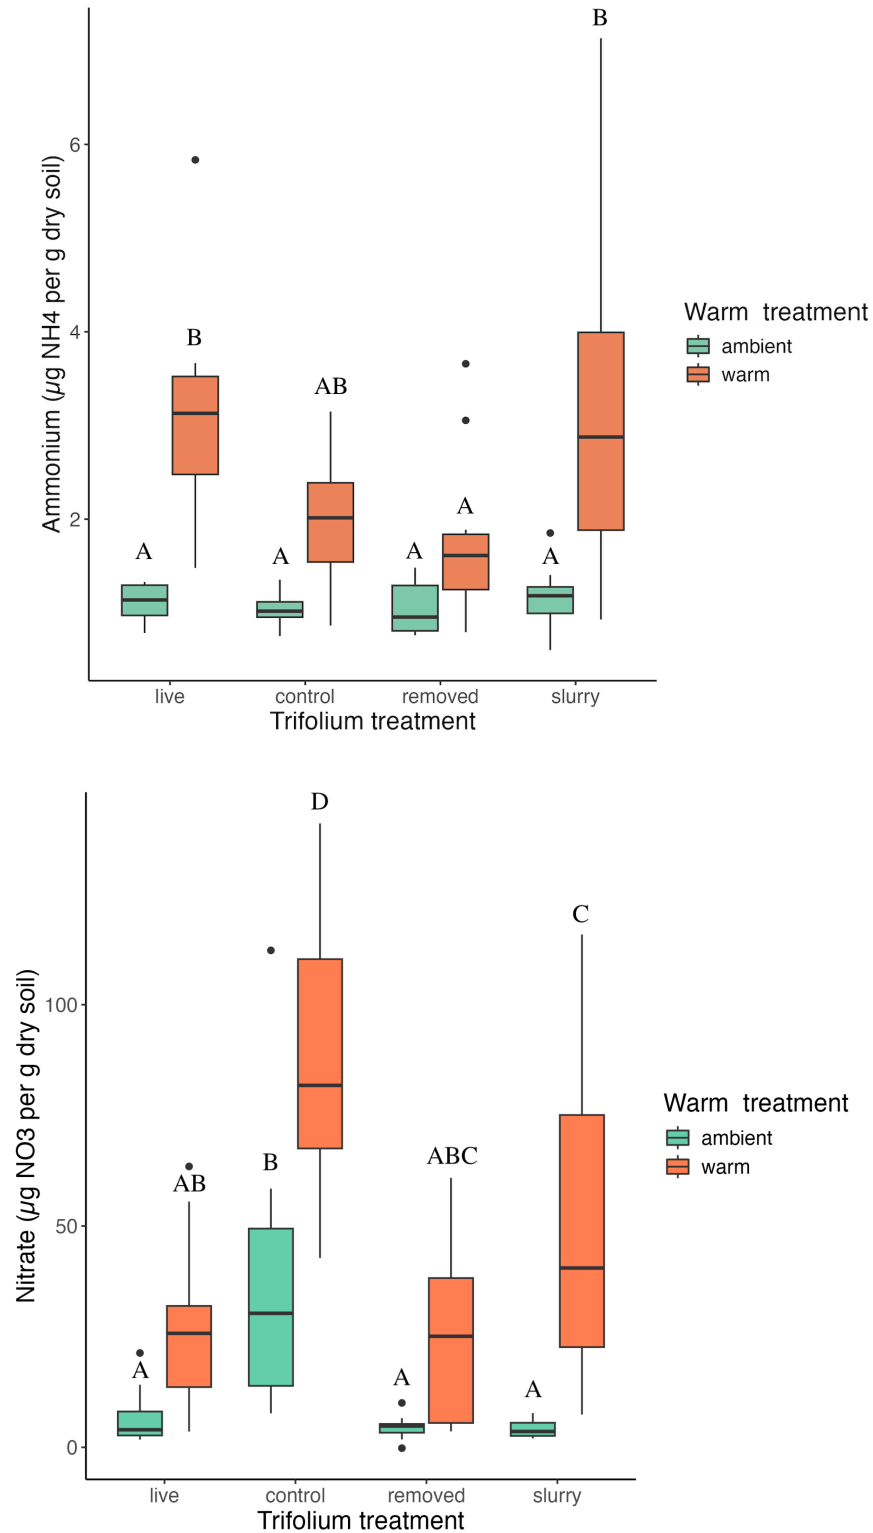 B
6
Ammonium (µg NH4 per g dry soil)
Warm treatment
ambient
warm
4
B
AB
2
A
A
A
A
A
live
control
removed
slurry
Trifolium treatment
D
C
100
Nitrate (µg NO3 per g dry soil)
Warm treatment
ambient
warm
AB
B
ABC
50
A
A
A
0
live
control
removed
slurry
Trifolium treatment